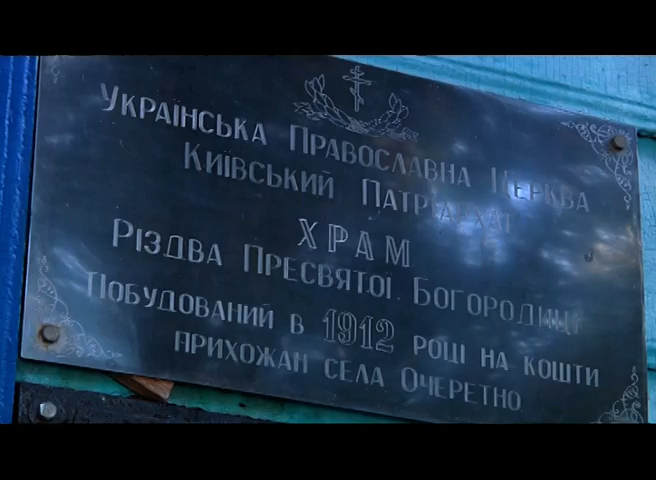 Українська Православна Церква
Київський Патріархат
ХРАМ
Різдва Пресвятої Богородиці
Побудований в 1912 році на кошти
прихожан села Очеретно